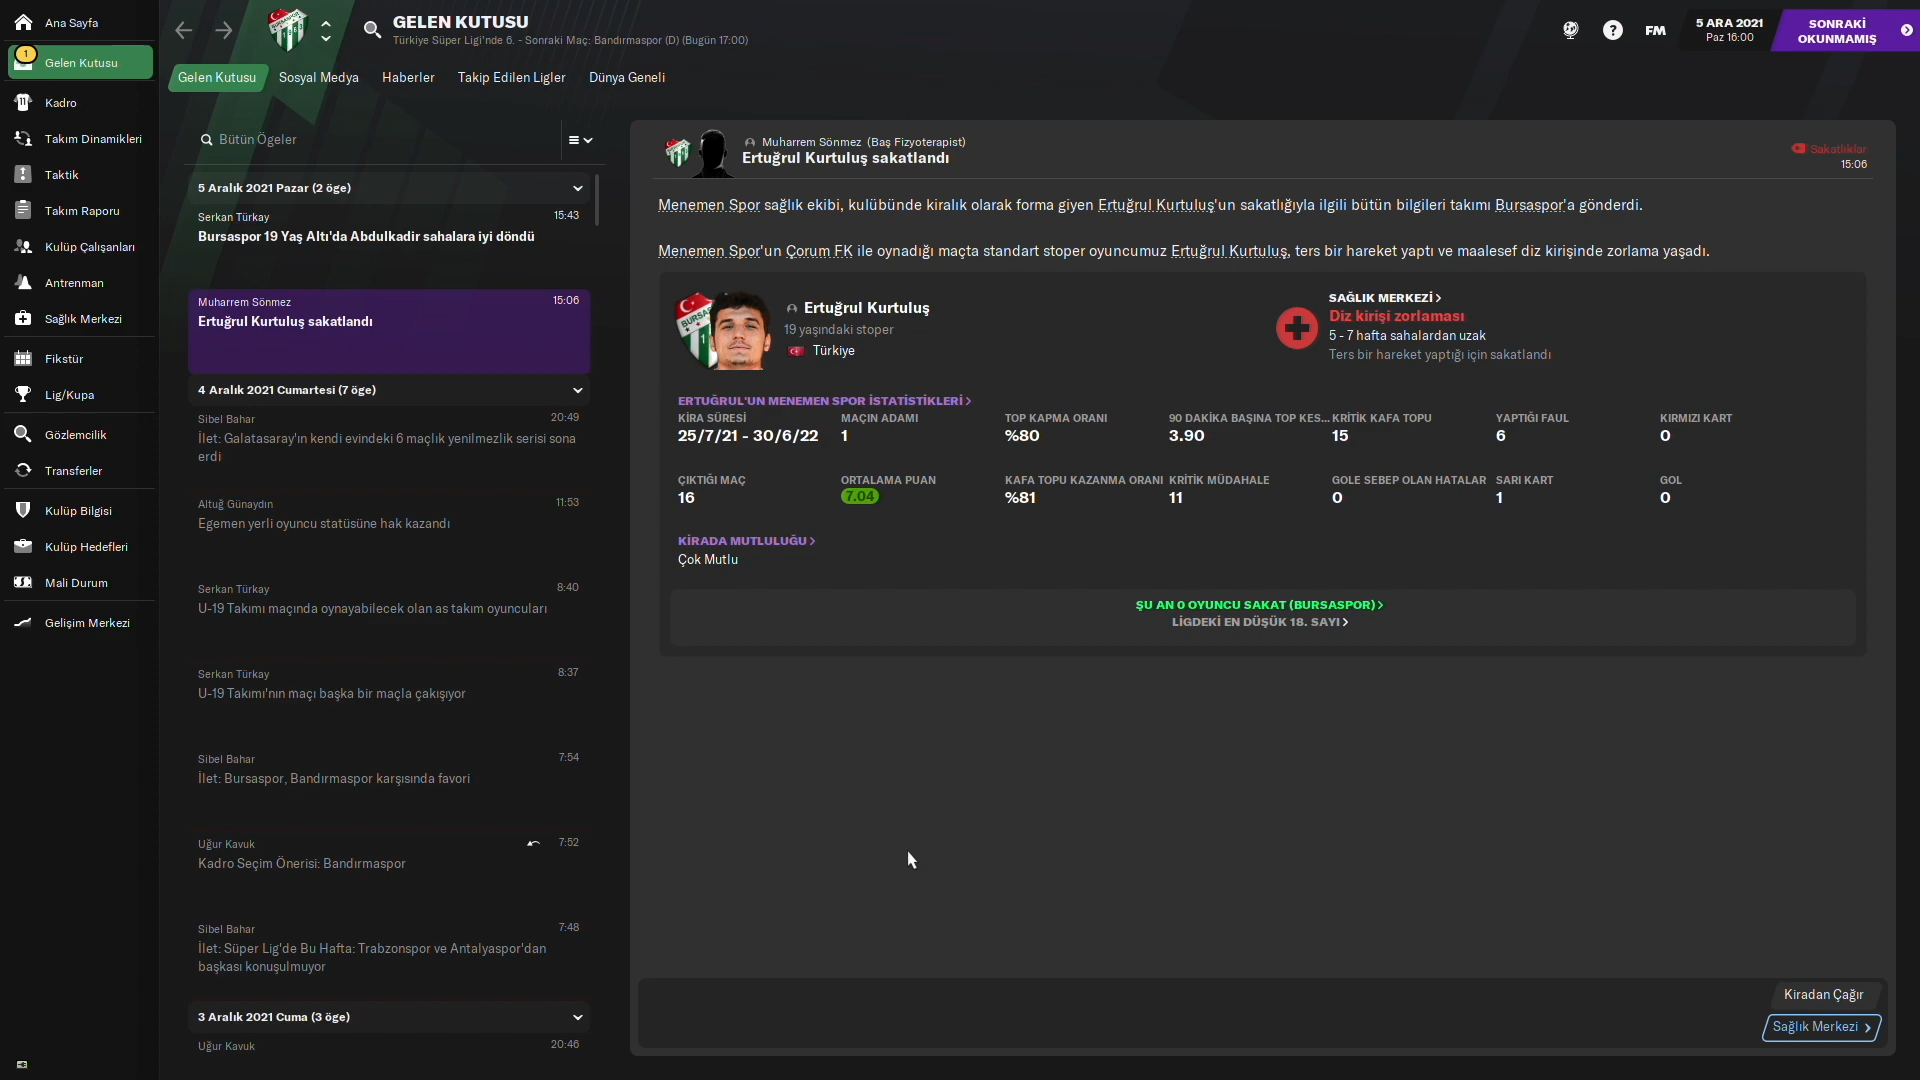 Ana Sayfa
1
Gelen Kutusu
Kadro
Takım Dinamikleri
Taktik
Takım Raporu
Kulüp Çalışanları
Antrenman
Sağlık Merkezi
Fikstür
Lig/Kupa
Gözlemcilik
Transferler
Kulüp Bilgisi
Kulüp Hedefleri
Mali Durum
Gelişim Merkezi
GELEN KUTUSU
Türkiye Süper Ligi'nde 6. - Sonraki Maç: Bandırmaspor (D) (Bugün 17:00)
FM
5 ARA 2021
Paz 16:00
SONRAKİ
OKUNMAMIŞ
Gelen Kutusu Sosyal Medya Haberler Takip Edilen Ligler Dünya Geneli
Bütün Ögeler
5 Aralık 2021 Pazar (2 öge)
Serkan Türkay 15:43
Bursaspor 19 Yaş Altı'da Abdulkadir sahalara iyi döndü
Muharrem Sönmez 15:06
Ertuğrul Kurtuluş sakatlandı
4 Aralık 2021 Cumartesi (7 öge)
Sibel Bahar 20:49
İlet: Galatasaray'ın kendi evindeki 6 maçlık yenilmezlik serisi sona
erdi
Altuğ Günaydın 11:53
Egemen yerli oyuncu statüsüne hak kazandı
Serkan Türkay 8:40
U-19 Takımı maçında oynayabilecek olan as takım oyuncuları
Serkan Türkay 8:37
U-19 Takımı'nın maçı başka bir maçla çakışıyor
Sibel Bahar 7:54
İlet: Bursaspor, Bandırmaspor karşısında favori
Uğur Kavuk 7:52
Kadro Seçim Önerisi: Bandırmaspor
Sibel Bahar 7:48
İlet: Süper Lig'de Bu Hafta: Trabzonspor ve Antalyaspor'dan
başkası konuşulmuyor
3 Aralık 2021 Cuma (3 öge)
Uğur Kavuk 20:46
Muharrem Sönmez (Baş Fizyoterapist)
Ertuğrul Kurtuluş sakatlandı
Sakatlıklar
15:06
Menemen Spor sağlık ekibi, kulübünde kiralık olarak forma giyen Ertuğrul Kurtuluş'un sakatlığıyla ilgili bütün bilgileri takımı Bursaspor'a gönderdi.
Menemen Spor'un Çorum FK ile oynadığı maçta standart stoper oyuncumuz Ertuğrul Kurtuluş, ters bir hareket yaptı ve maalesef diz kirişinde zorlama yaşadı.
Ertuğrul Kurtuluş
19 yaşındaki stoper
Türkiye
SAĞLIK MERKEZİ
Diz kirişi zorlaması
5 - 7 hafta sahalardan uzak
Ters bir hareket yaptığı için sakatlandı
ERTUĞRUL'UN MENEMEN SPOR İSTATİSTİKLERİ
KİRA SÜRESİ MAÇIN ADAMI TOP KAPMA ORANI 90 DAKİKA BAŞINA TOP KES... KRİTİK KAFA TOPU YAPTIĞI FAUL KIRMIZI KART
25/7/21 - 30/6/22 1 %80 3.90 15 6 0
ÇIKTIĞI MAÇ ORTALAMA PUAN KAFA TOPU KAZANMA ORANI KRİTİK MÜDAHALE GOLE SEBEP OLAN HATALAR SARI KART GOL
16 7.04 %81 11 0 1 0
KİRADA MUTLULUĞU
Çok Mutlu
ŞU AN 0 OYUNCU SAKAT (BURSASPOR)
LİGDEKİ EN DÜŞÜK 18. SAYI
Kiradan Çağır
Sağlık Merkezi